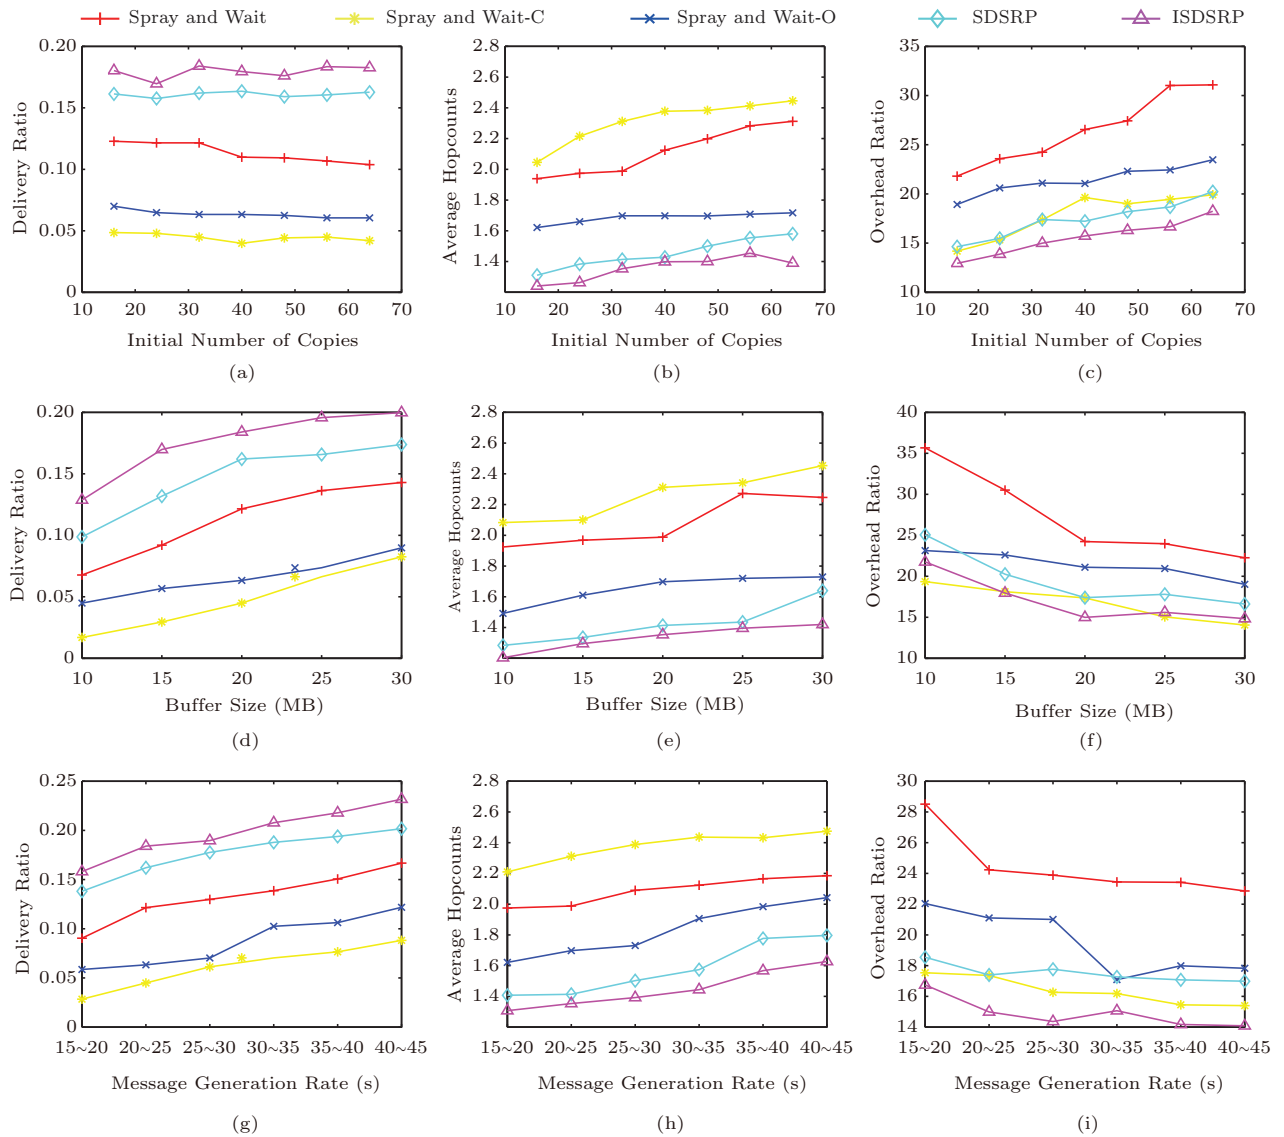 Spray and Wait
Spray and Wait-C
Spray and Wait-O
SDSRP
ISDSRP
0.20
0.15
0.10
0.05
0
Delivery Ratio
10 20 30 40 50 60 70
Initial Number of Copies
(a)
2.8
2.6
2.4
2.2
2.0
1.8
1.6
1.4
Average Hopcounts
10 20 30 40 50 60 70
Initial Number of Copies
(b)
35
30
25
20
15
10
Overhead Ratio
10 20 30 40 50 60 70
Initial Number of Copies
(c)
0.20
0.15
0.10
0.05
0
Delivery Ratio
10 15 20 25 30
Buffer Size (MB)
(d)
2.8
2.6
2.4
2.2
2.0
1.8
1.6
1.4
Average Hopcounts
10 15 20 25 30
Buffer Size (MB)
(e)
40
35
30
25
20
15
10
Overhead Ratio
10 15 20 25 30
Buffer Size (MB)
(f)
0.25
0.20
0.15
0.10
0.05
0
Delivery Ratio
15~20 20~25 25~30 30~35 35~40 40~45
Message Generation Rate (s)
(g)
2.8
2.6
2.4
2.2
2.0
1.8
1.6
1.4
Average Hopcounts
15~20 20~25 25~30 30~35 35~40 40~45
Message Generation Rate (s)
(h)
30
28
26
24
22
20
18
16
14
Overhead Ratio
15~20 20~25 25~30 30~35 35~40 40~45
Message Generation Rate (s)
(i)